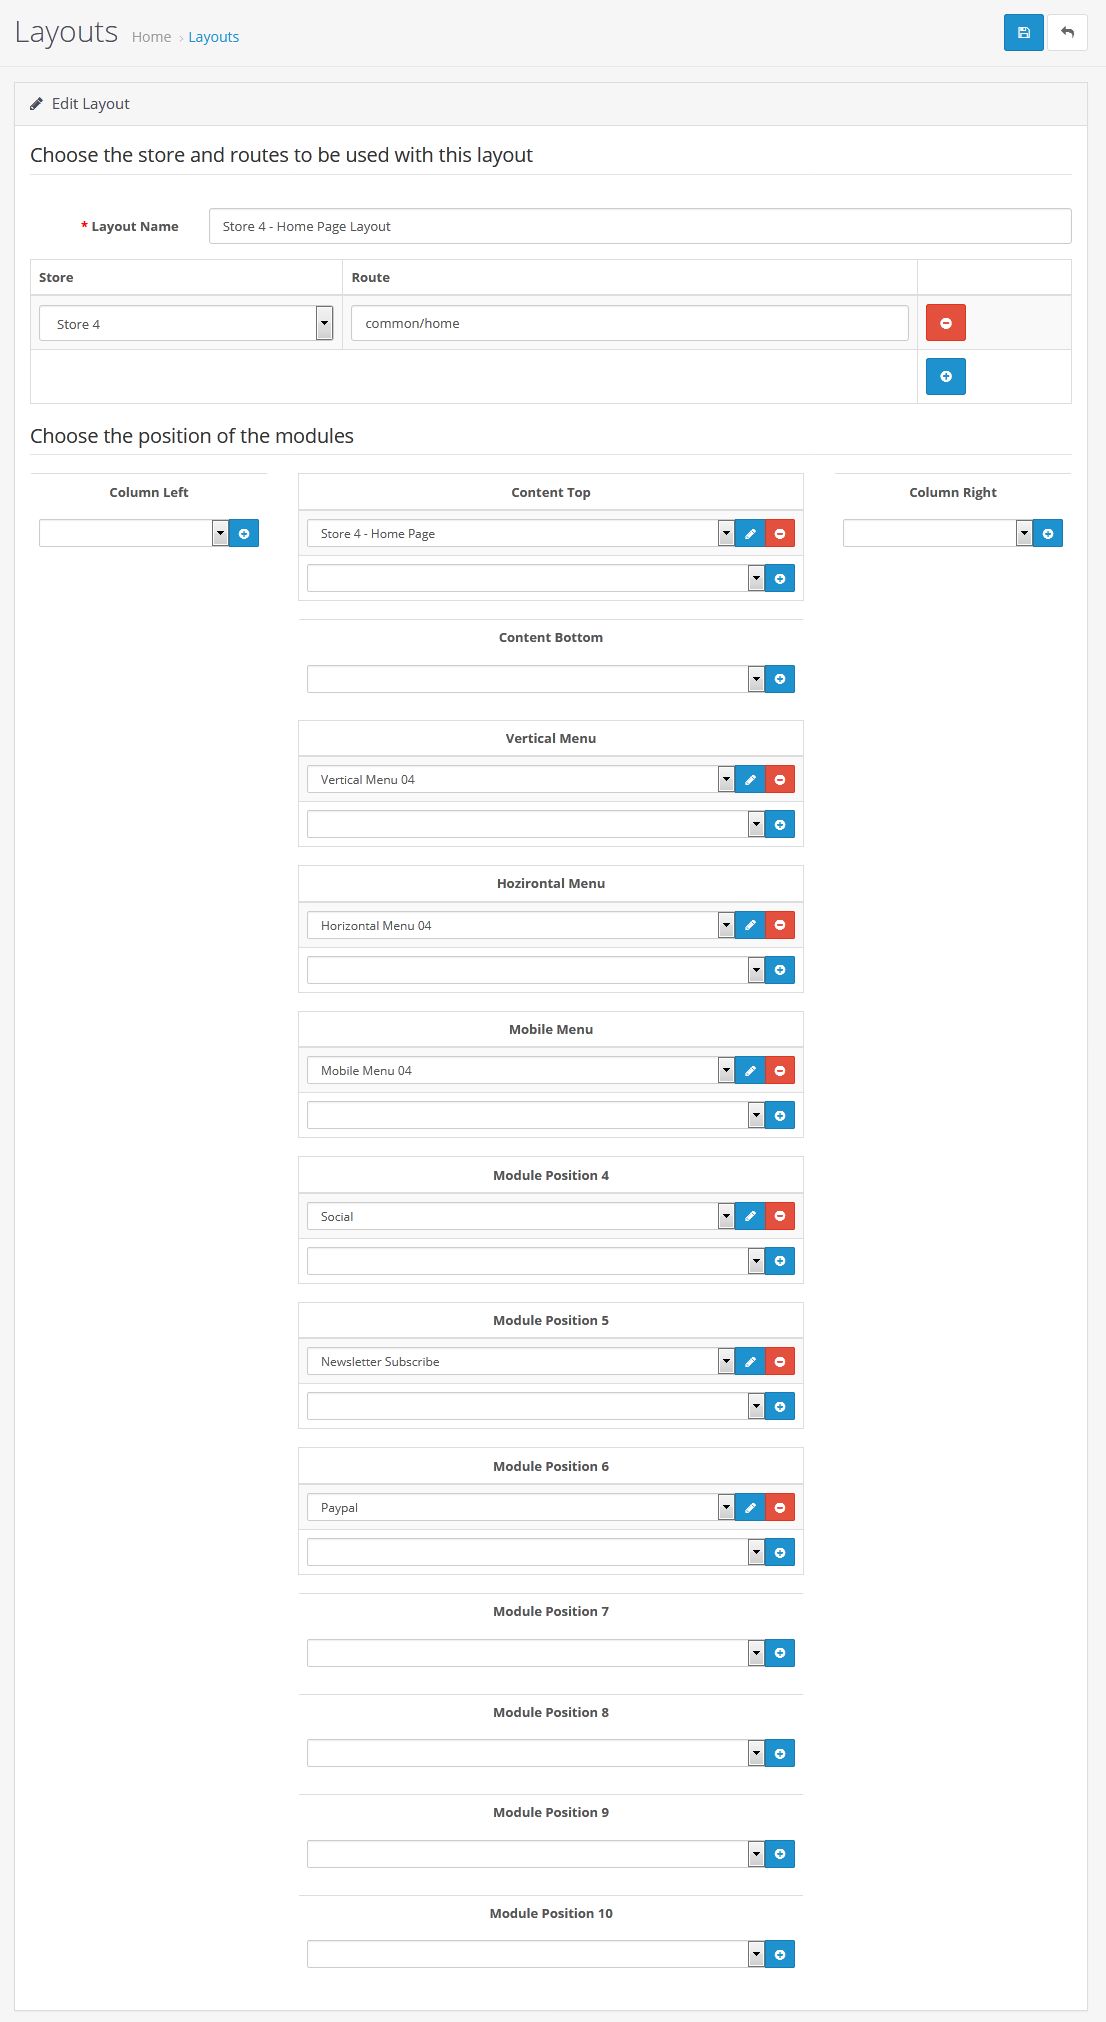 Layouts Home › Layouts
Edit Layout
Choose the store and routes to be used with this layout
* Layout Name Store 4 - Home Page Layout
Store Route
Store 4 common/home
Choose the position of the modules
Column Left Content Top Column Right
Store 4 - Home Page
Content Bottom
Vertical Menu
Vertical Menu 04
Hozirontal Menu
Horizontal Menu 04
Mobile Menu
Mobile Menu 04
Module Position 4
Social
Module Position 5
Newsletter Subscribe
Module Position 6
Paypal
Module Position 7
Module Position 8
Module Position 9
Module Position 10